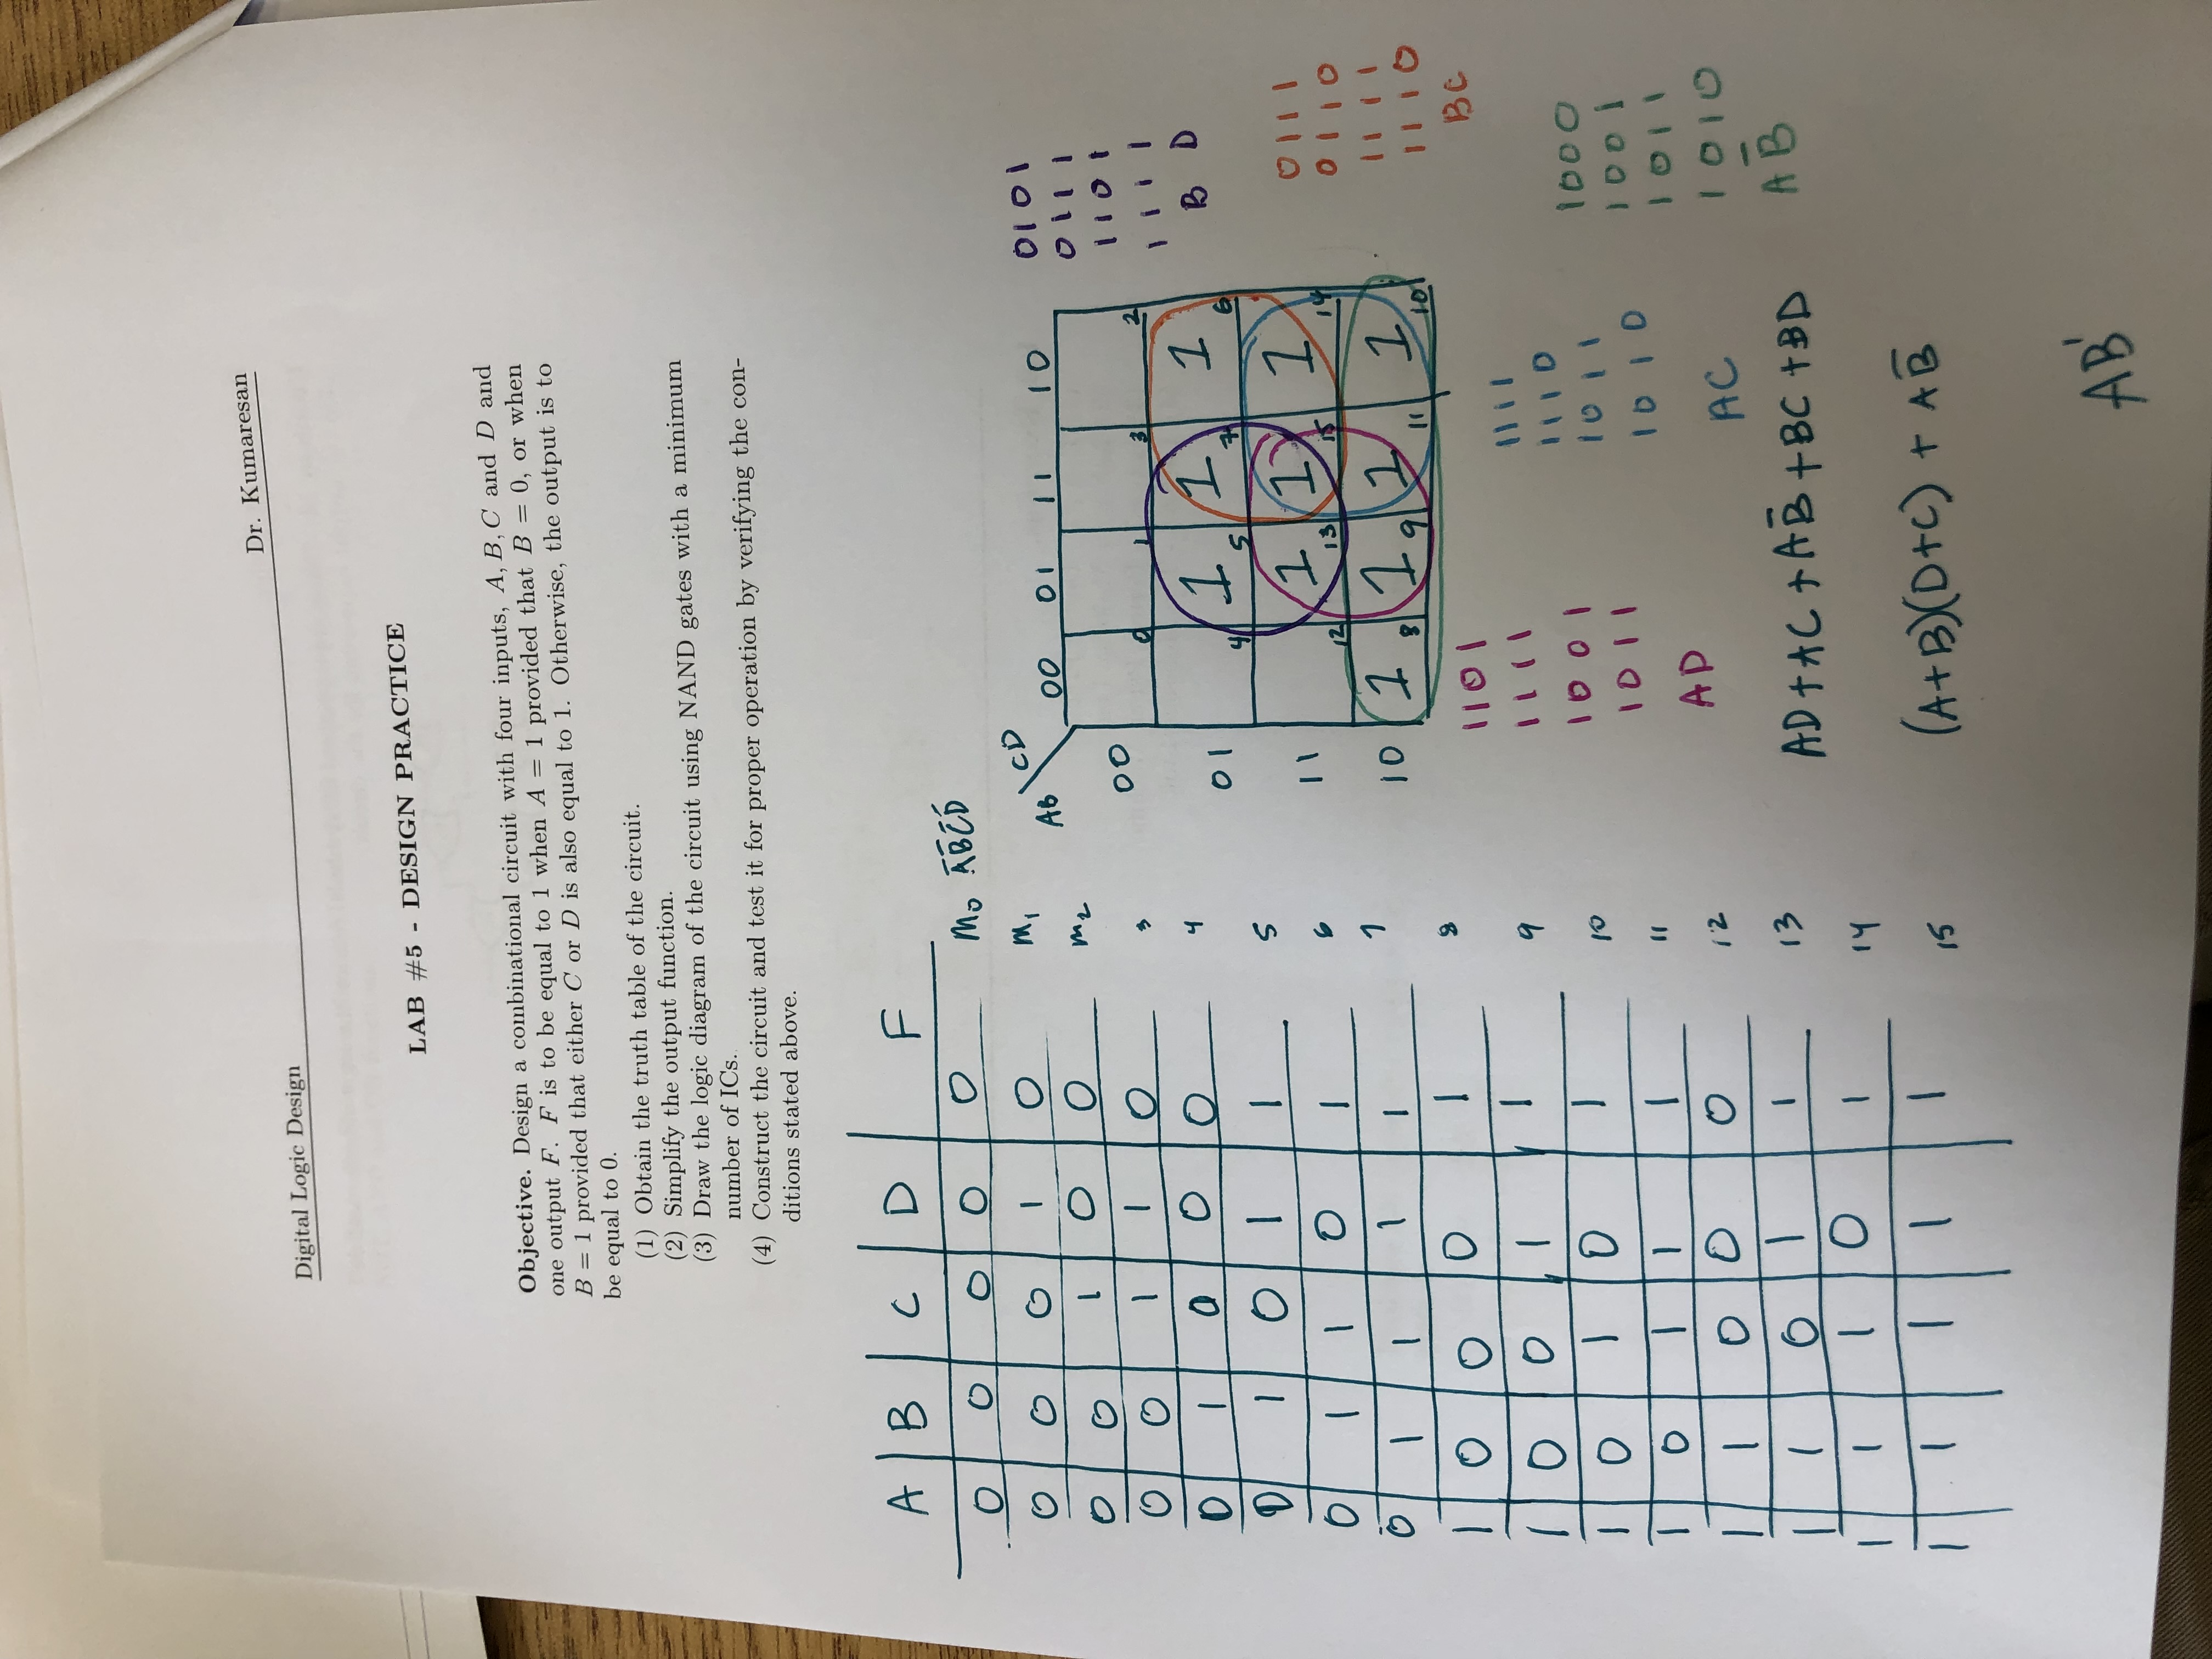 Digital Logic Design
Dr. Kumaresan
LAB #5 - DESIGN PRACTICE
Objective. Design a combinational circuit with four inputs, A, B, C and D and
one output F. F is to be equal to 1 when A = 1 provided that B = 0, or when
B = 1 provided that either C or D is also equal to 1. Otherwise, the output is to
be equal to 0.
(1) Obtain the truth table of the circuit.
(2) Simplify the output function.
(3) Draw the logic diagram of the circuit using NAND gates with a minimum
number of ICs.
(4) Construct the circuit and test it for proper operation by verifying the con-
ditions stated above.
A B C D F
0 0 0 0 0 m0 A̅B̅C̅D̅
0 0 0 1 0 m1
0 0 1 0 0 m2
0 0 1 1 0 3
0 1 0 0 0 4
0 1 0 1 1 5
0 1 1 0 1 6
0 1 1 1 1 7
1 0 0 0 1 8
1 0 0 1 1 9
1 0 1 0 1 10
1 0 1 1 1 11
1 1 0 0 0 12
1 1 0 1 1 13
1 1 1 0 1 14
1 1 1 1 1 15
CD
AB 00 01 11 10
00 0 1 3 2
01 4 1 5 1 7 1 6
11 12 1 13 1 15 1 14
10 1 8 1 9 1 11 1 10
0101
0111
1101
1111
B D
0111
0110
1111
1110
BC
1101
1111
1001
1011
AD
1111
1110
1011
1010
AC
1000
1001
1011
1010
AB̅
AD + AC + AB̅ + BC + BD
(A+B)(D+C) + AB̅
AB'